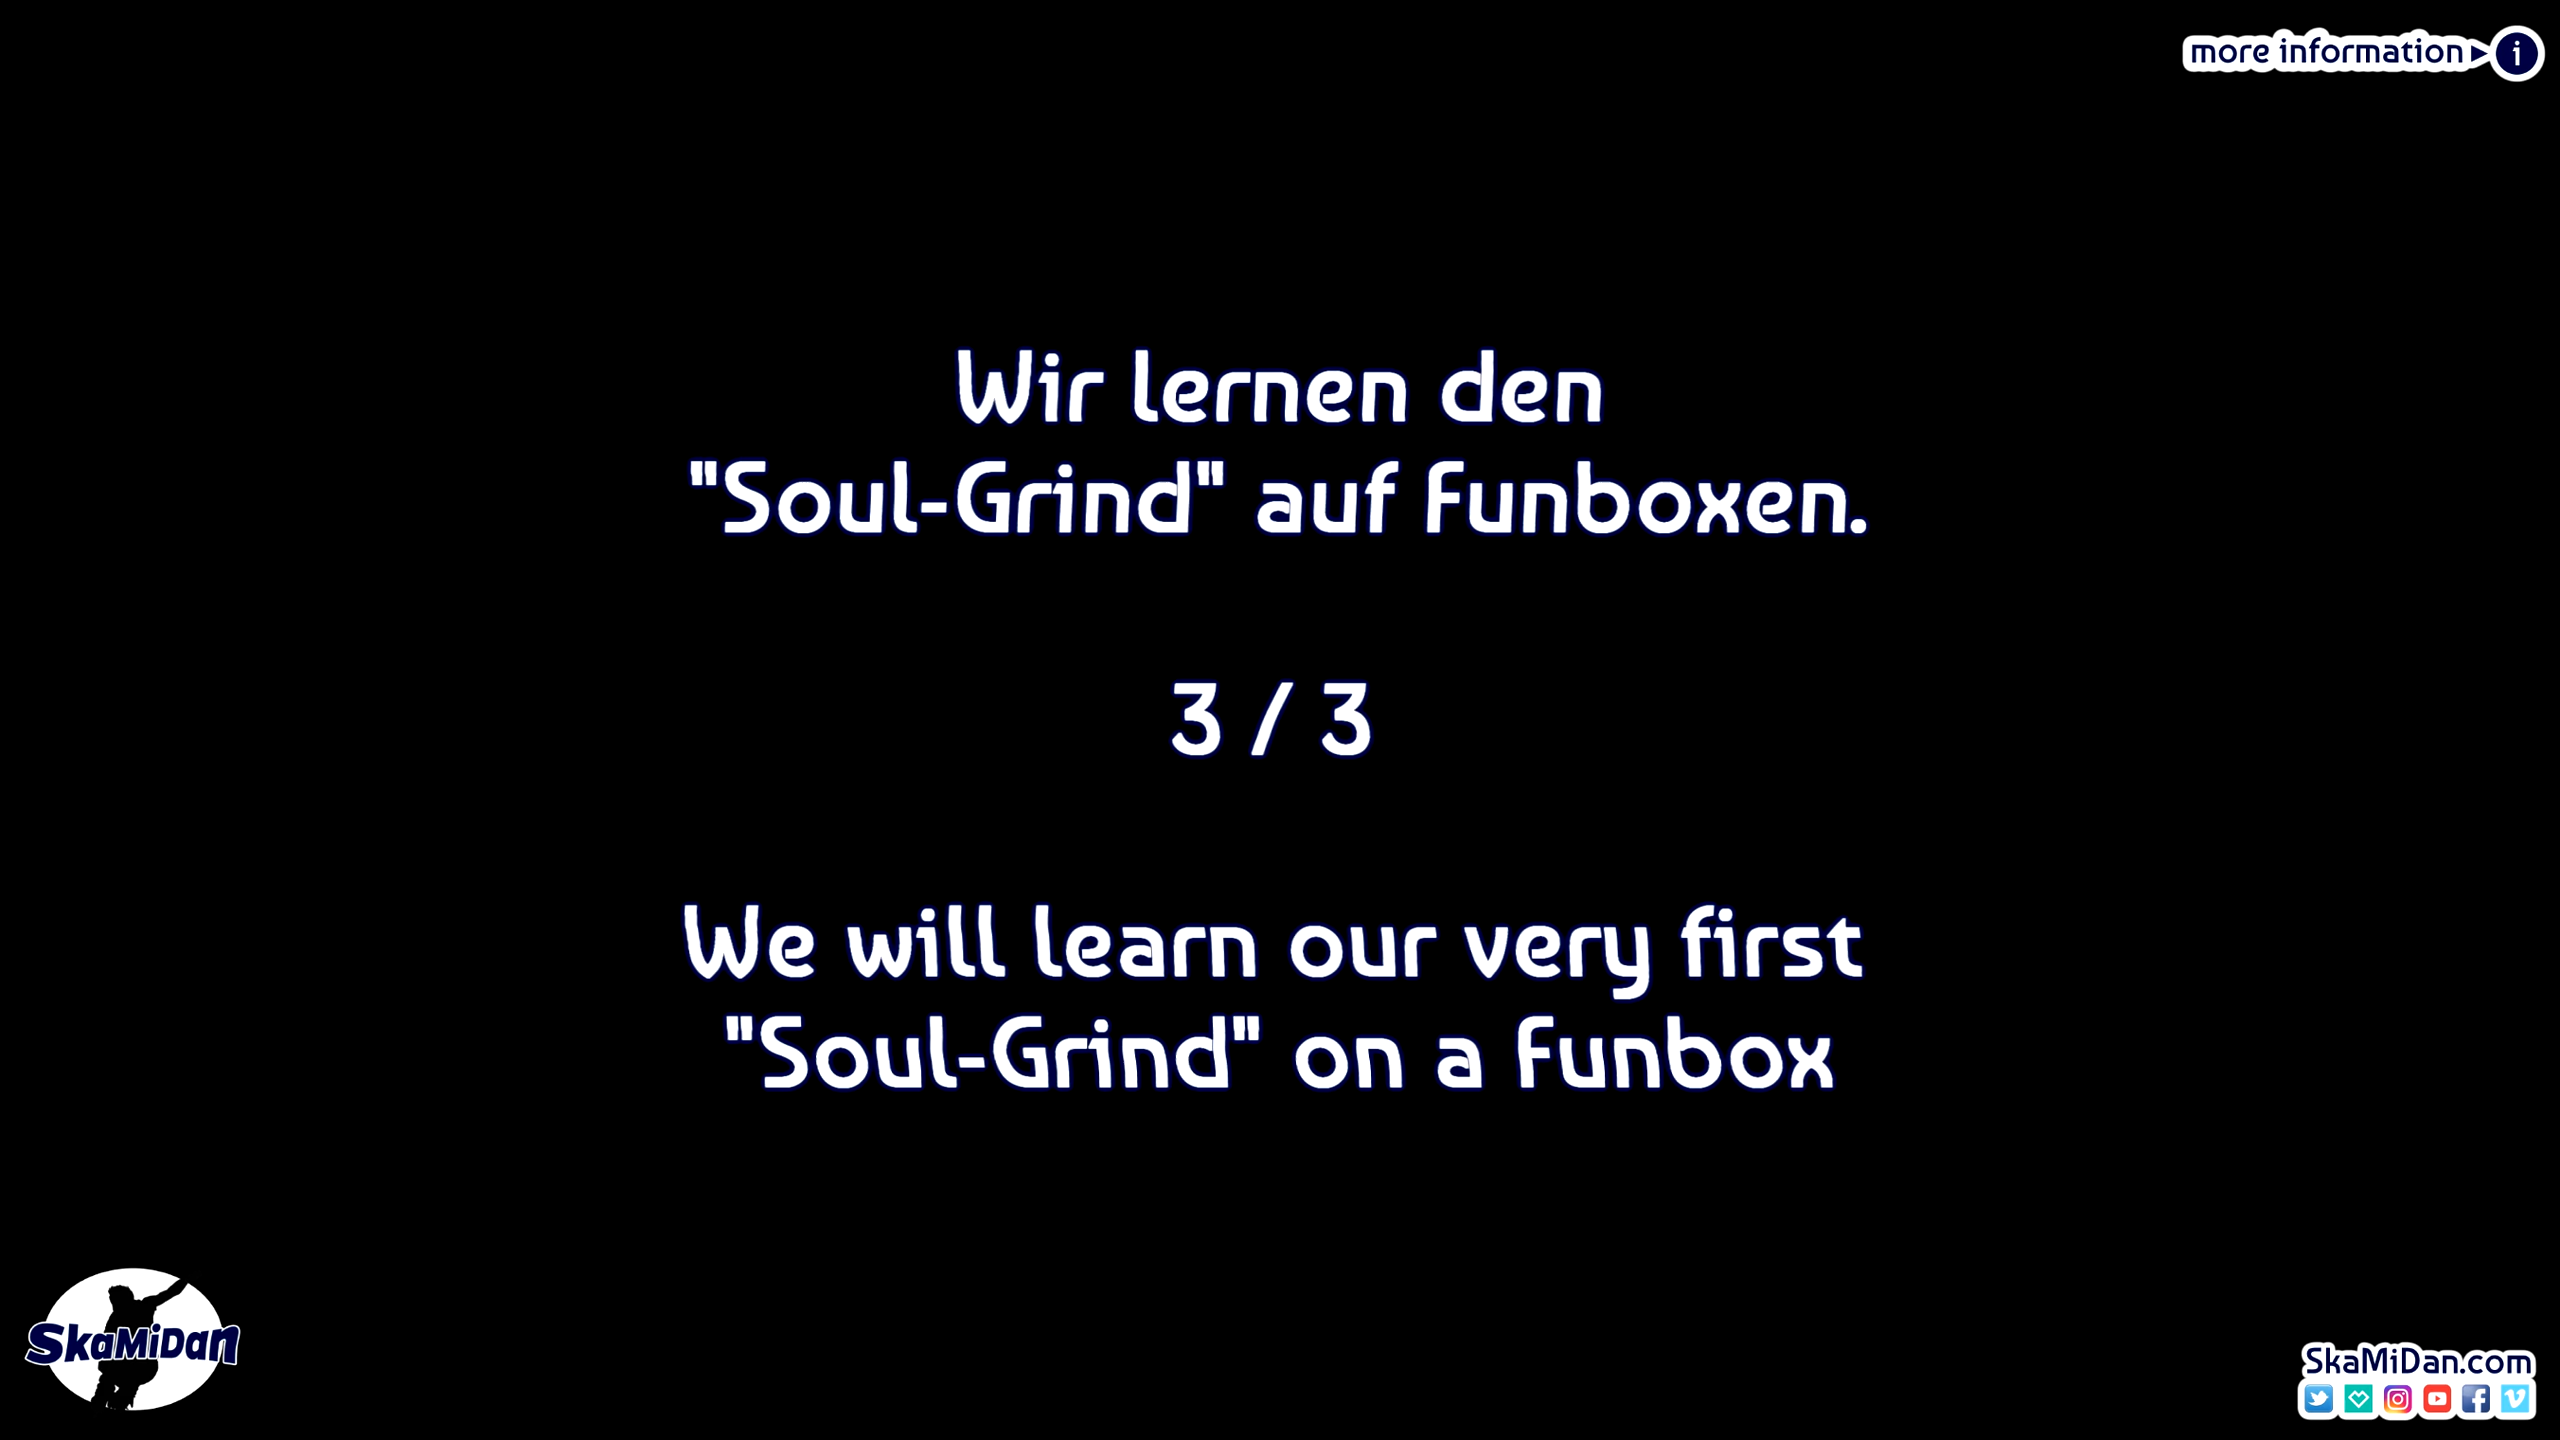 more information ▸ i
Wir lernen den
"Soul-Grind" auf Funboxen.
3 / 3
We will learn our very first
"Soul-Grind" on a Funbox
SkaMiDan
SkaMiDan.com